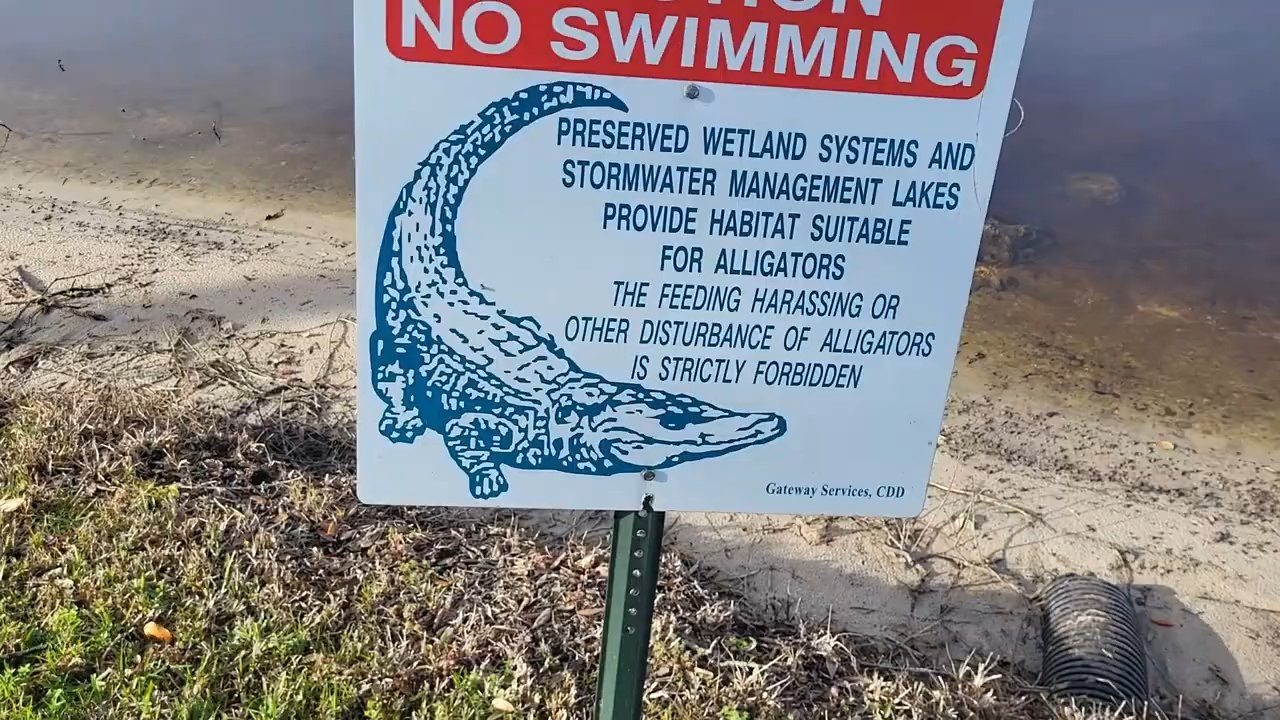 NO SWIMMING
PRESERVED WETLAND SYSTEMS AND
STORMWATER MANAGEMENT LAKES
PROVIDE HABITAT SUITABLE
FOR ALLIGATORS
THE FEEDING HARASSING OR
OTHER DISTURBANCE OF ALLIGATORS
IS STRICTLY FORBIDDEN
Gateway Services, CDD